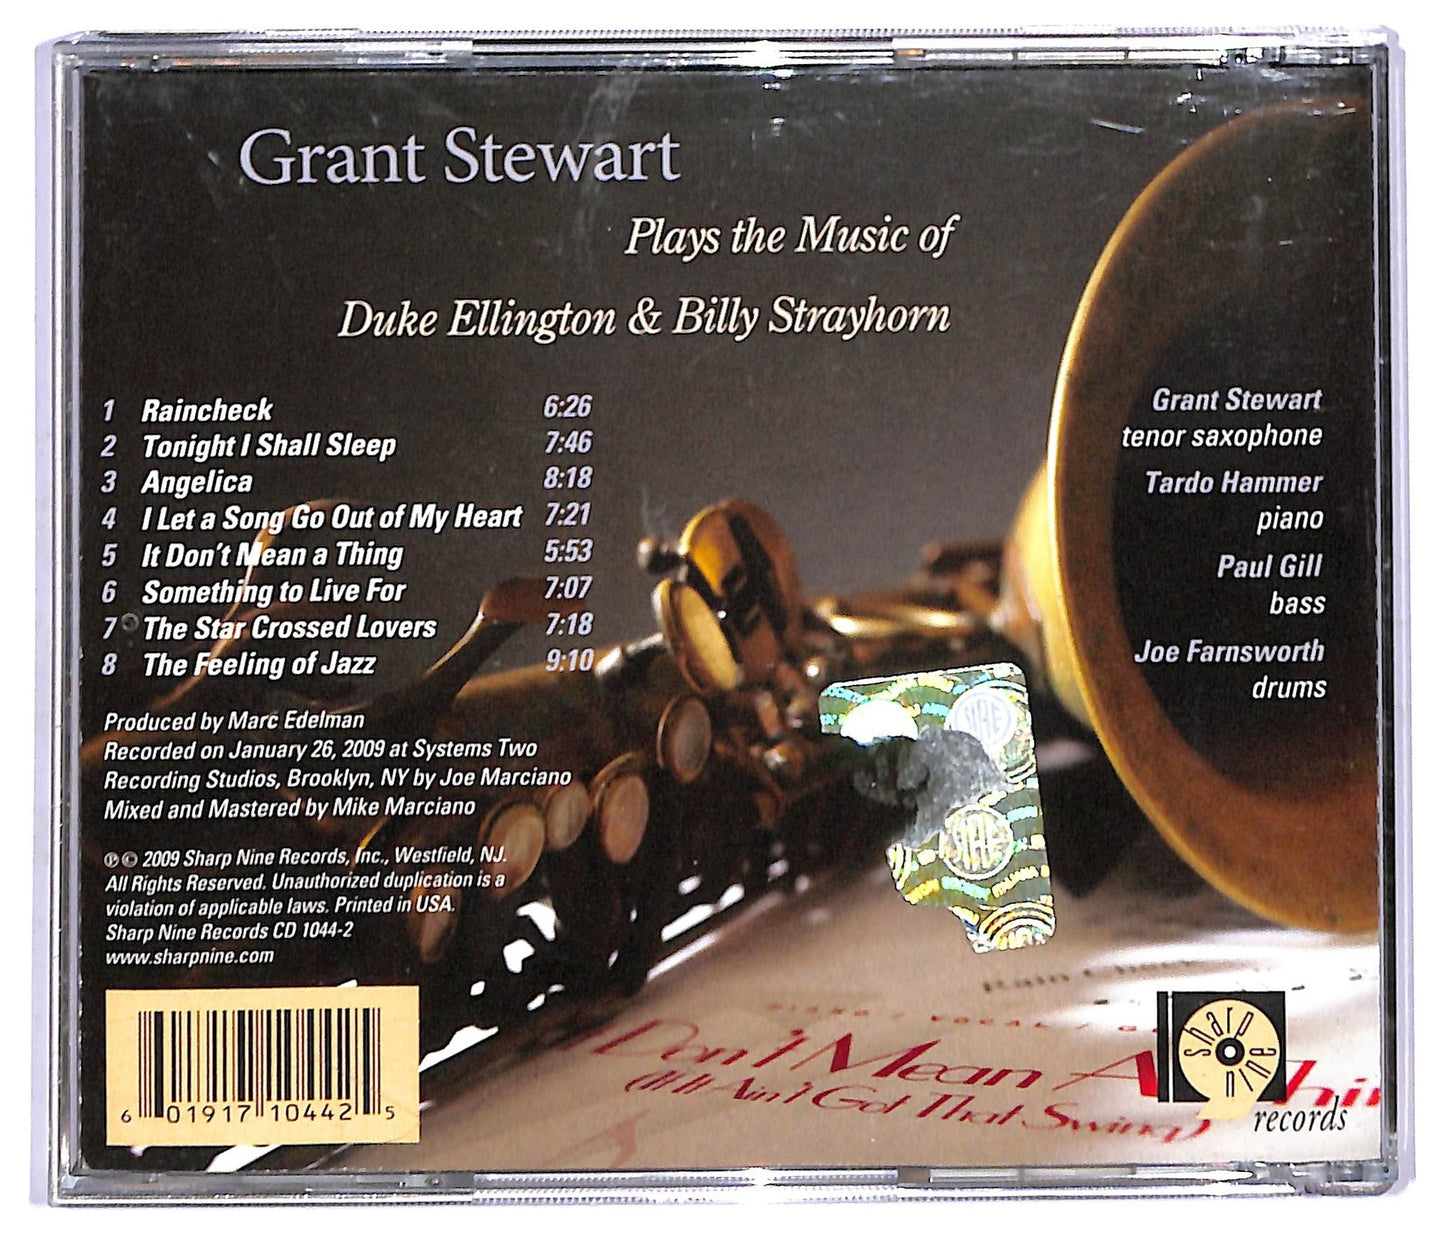 Grant Stewart
Plays the Music of
Duke Ellington & Billy Strayhorn
1 Raincheck 6:26
2 Tonight I Shall Sleep 7:46
3 Angelica 8:18
4 I Let a Song Go Out of My Heart 7:21
5 It Don't Mean a Thing 5:53
6 Something to Live For 7:07
7 The Star Crossed Lovers 7:18
8 The Feeling of Jazz 9:10
Grant Stewart
tenor saxophone
Tardo Hammer
piano
Paul Gill
bass
Joe Farnsworth
drums
Produced by Marc Edelman
Recorded on January 26, 2009 at Systems Two
Recording Studios, Brooklyn, NY by Joe Marciano
Mixed and Mastered by Mike Marciano
℗© 2009 Sharp Nine Records, Inc., Westfield, NJ.
All Rights Reserved. Unauthorized duplication is a
violation of applicable laws. Printed in USA.
Sharp Nine Records CD 1044-2
www.sharpnine.com
6 01917 10442 5
SIAE
SIAE
Rain Check
PIANO / VOCAL / G
Don't Mean A Thin
(If It Ain't Got That Swing)
sharp
nine
records